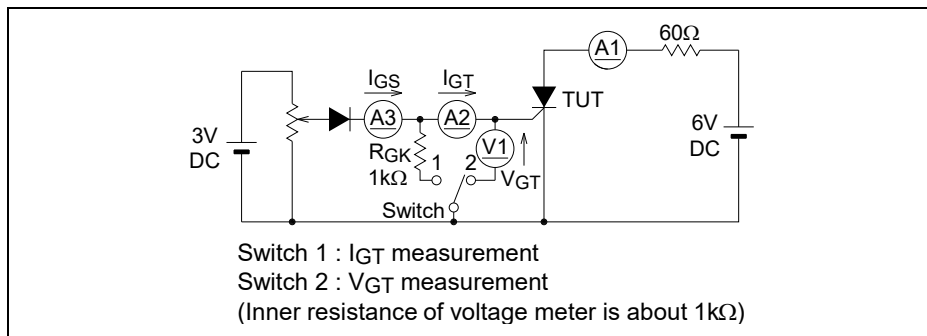 60Ω
A1
IGS
IGT
TUT
A3
A2
3V
DC
V1
6V
DC
RGK
1kΩ
1
2
VGT
Switch
Switch 1 : IGT measurement
Switch 2 : VGT measurement
(Inner resistance of voltage meter is about 1kΩ)